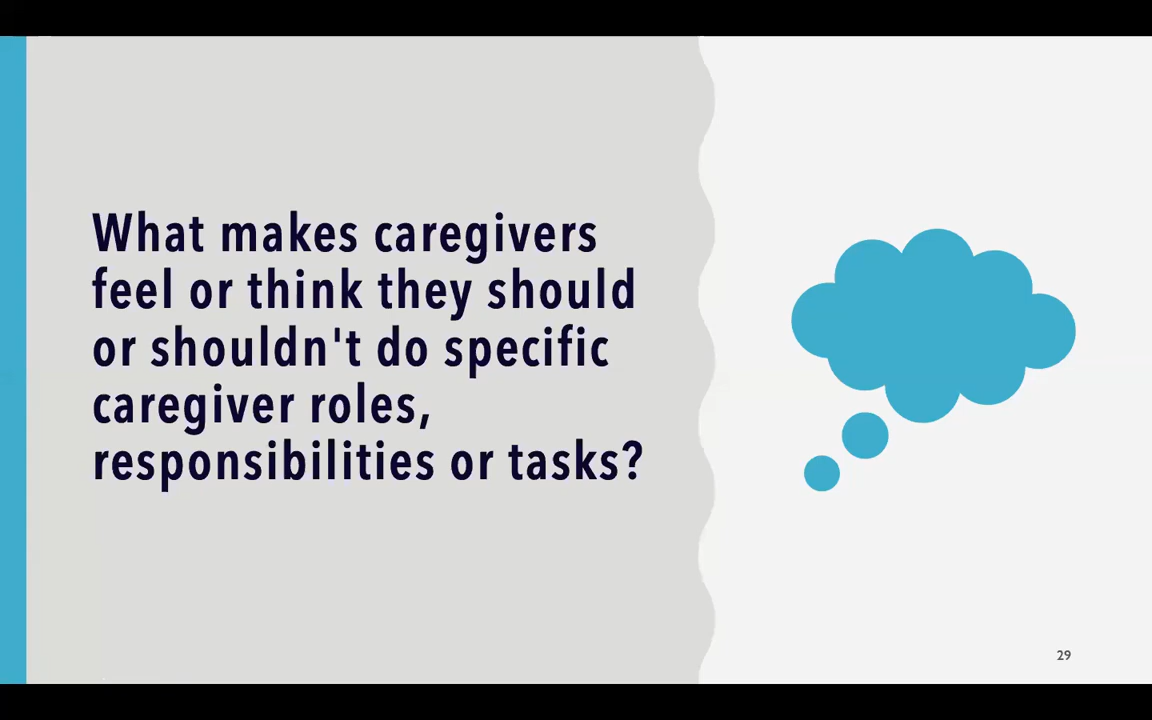 What makes caregivers
feel or think they should
or shouldn't do specific
caregiver roles,
responsibilities or tasks?
29